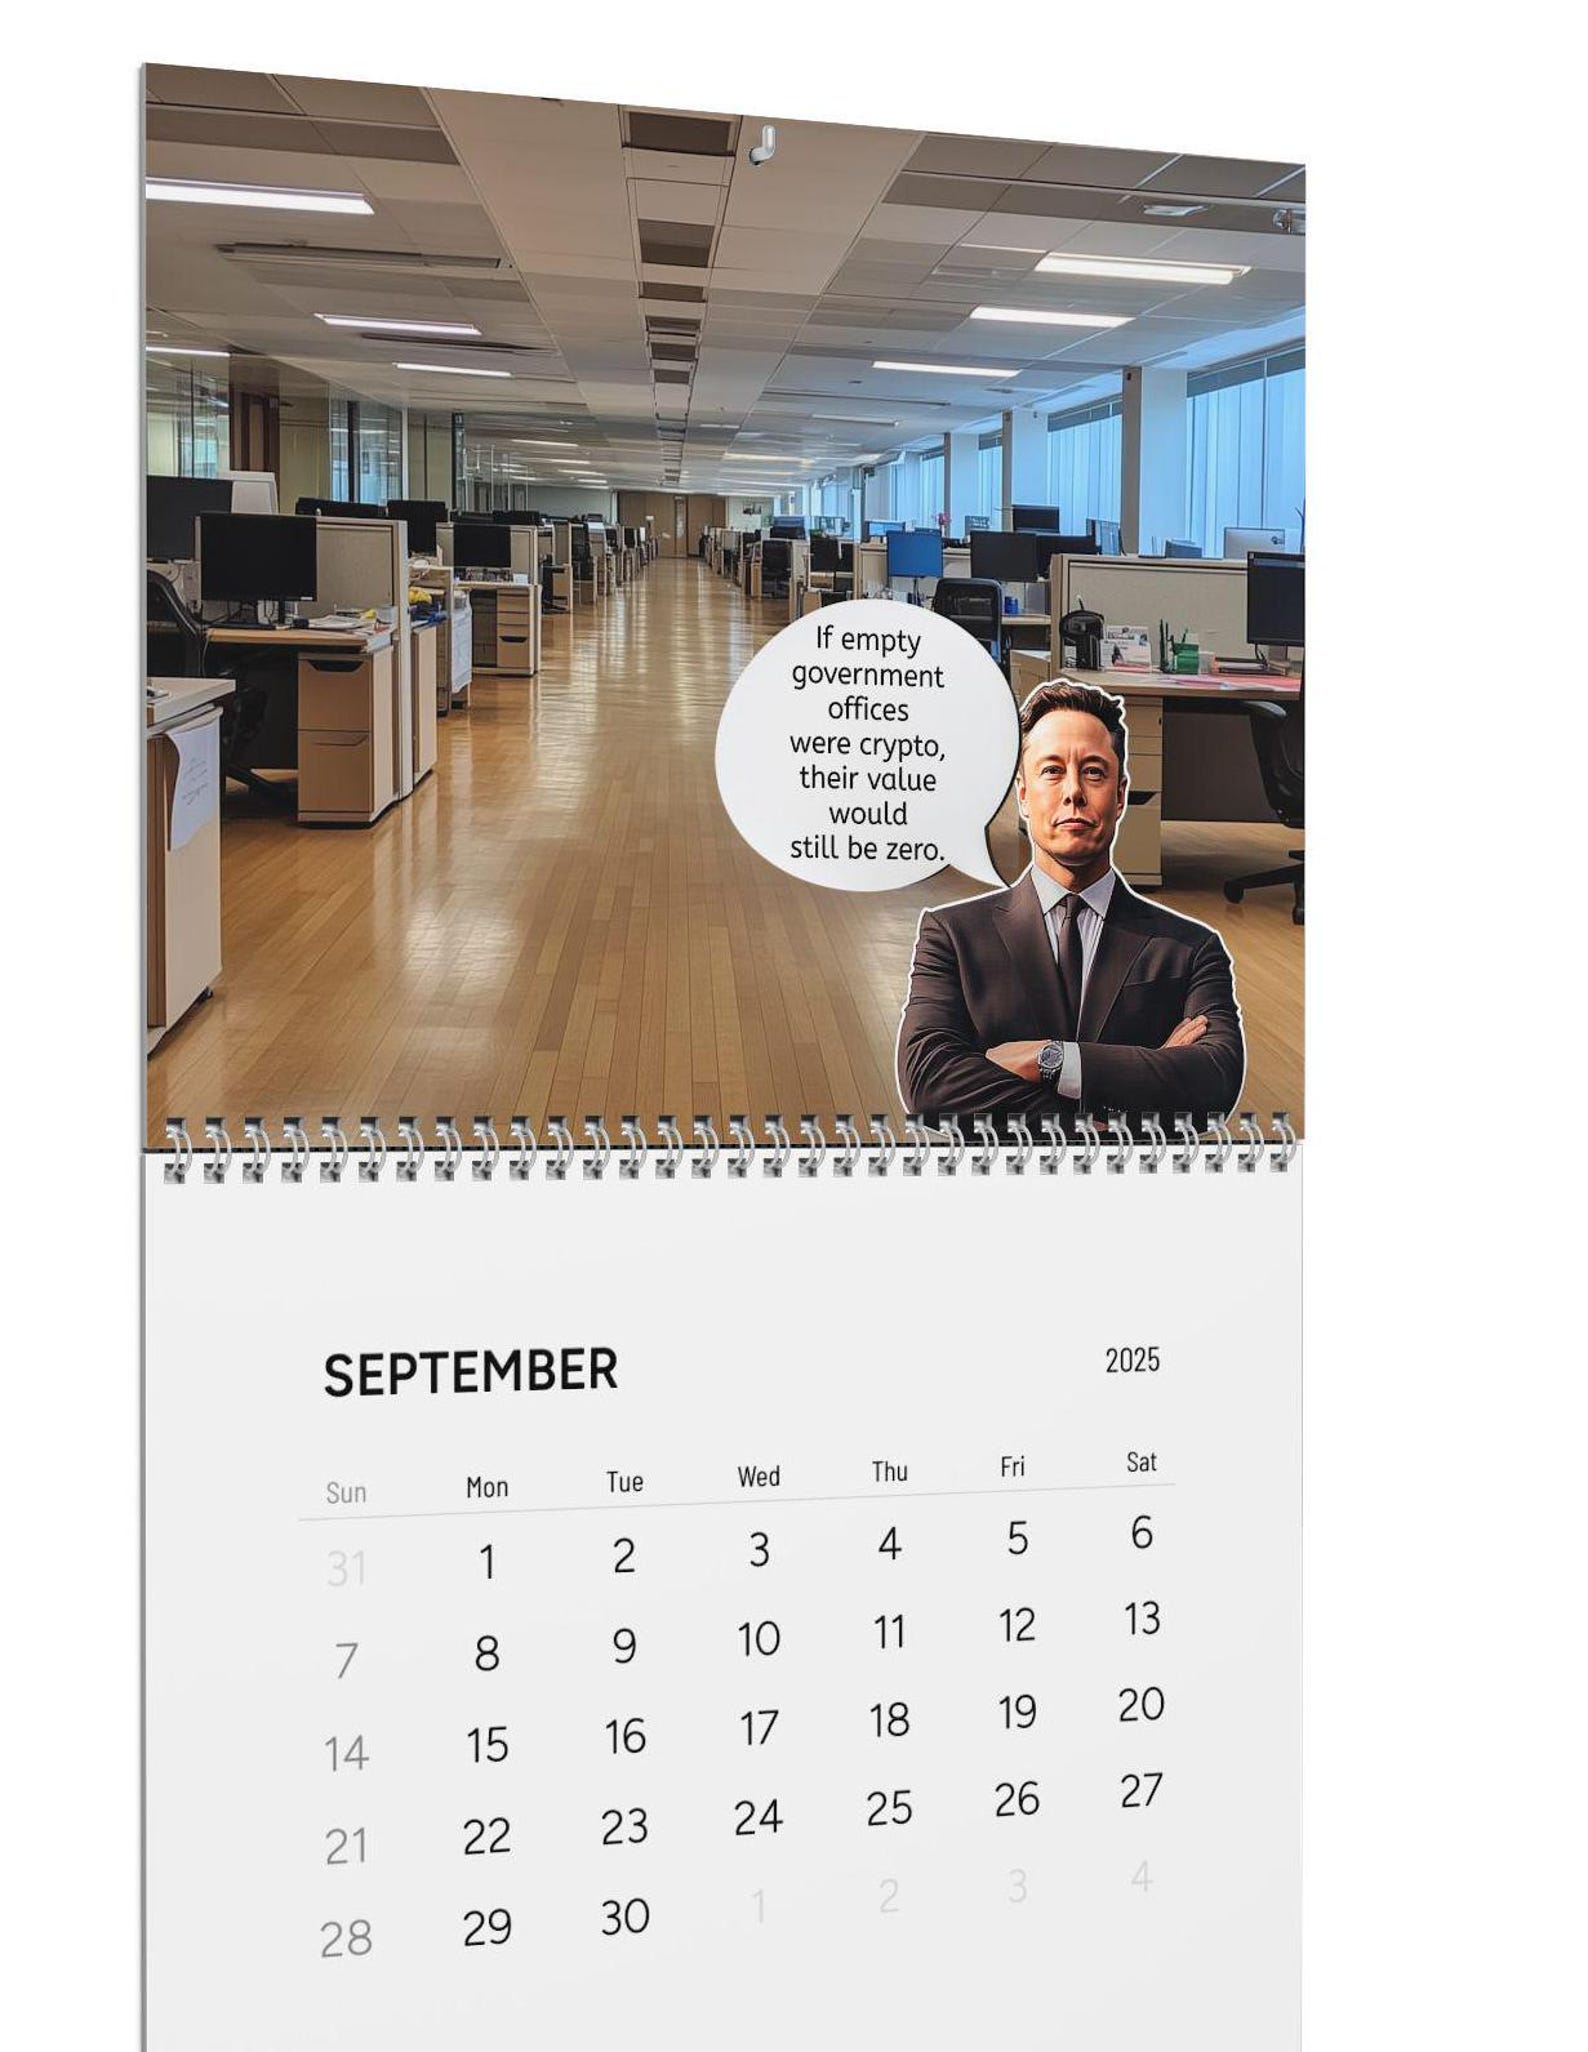 If empty
government
offices
were crypto,
their value
would
still be zero.
SEPTEMBER 2025
Sun Mon Tue Wed Thu Fri Sat
31 1 2 3 4 5 6
7 8 9 10 11 12 13
14 15 16 17 18 19 20
21 22 23 24 25 26 27
28 29 30 1 2 3 4